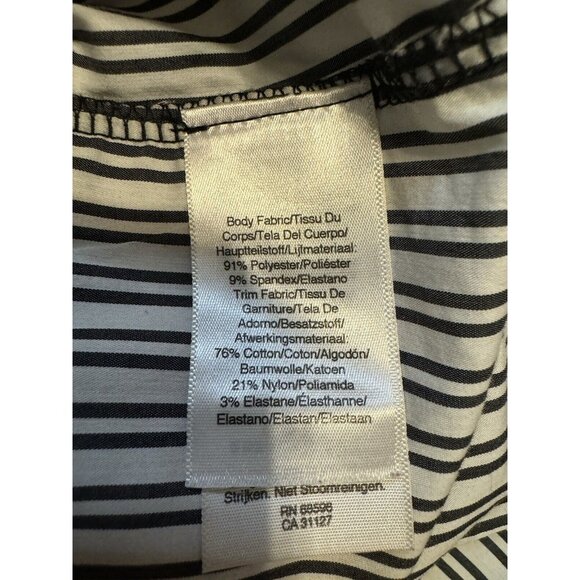 Body Fabric/Tissu Du
Corps/Tela Del Cuerpo/
Hauptteilstoff/Lijfmateriaal:
91% Polyester/Poliéster
9% Spandex/Elastano
Trim Fabric/Tissu De
Garniture/Tela De
Adorno/Besatzstoff/
Afwerkingsmateriaal:
76% Cotton/Coton/Algodón/
Baumwolle/Katoen
21% Nylon/Poliamida
3% Elastane/Élasthanne/
Elastano/Elastan/Elastaan
Strijken. Niet Stoomreinigen.
RN 68596
CA 31127